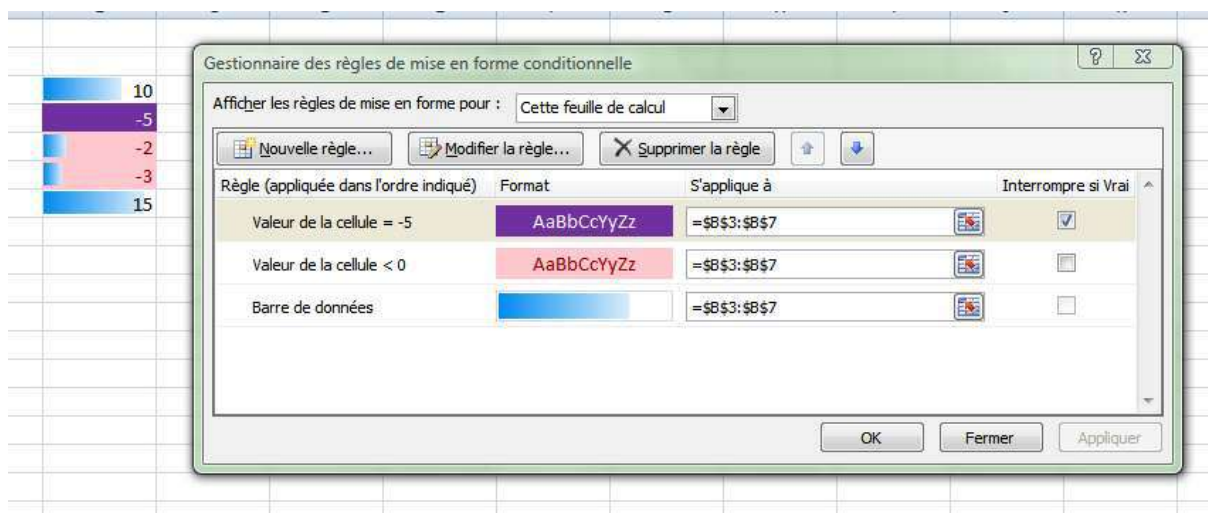 Gestionnaire des règles de mise en forme conditionnelle
10
-5
-2
-3
15
Afficher les règles de mise en forme pour : Cette feuille de calcul
Nouvelle règle... Modifier la règle... Supprimer la règle
Règle (appliquée dans l'ordre indiqué) Format S'applique à Interrompre si Vrai
Valeur de la cellule = -5 AaBbCcYyZz =$B$3:$B$7
Valeur de la cellule < 0 AaBbCcYyZz =$B$3:$B$7
Barre de données =$B$3:$B$7
OK Fermer Appliquer